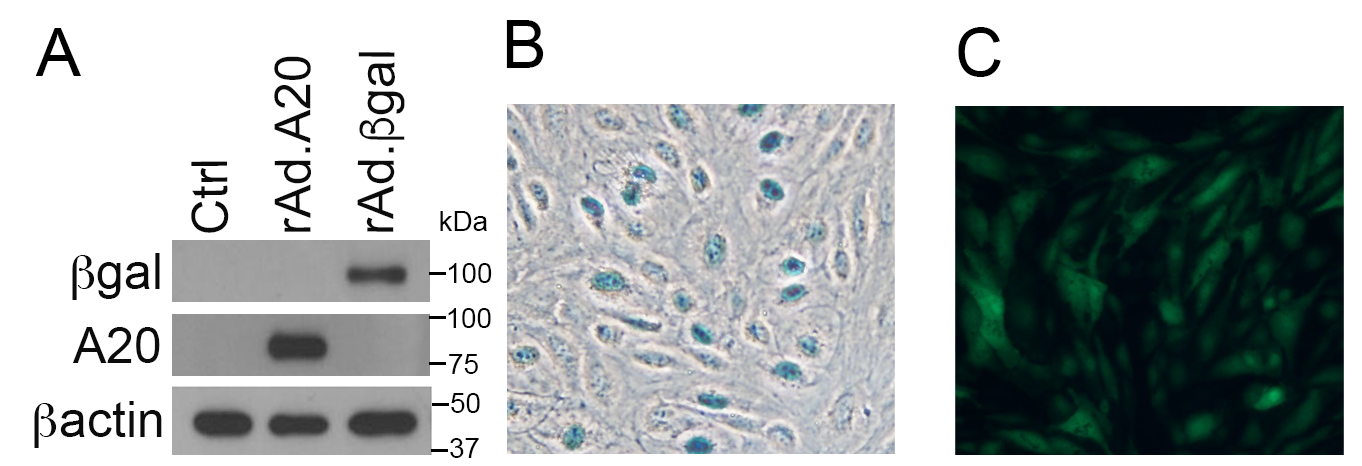 A
B
C
Ctrl
rAd.A20
rAd.βgal
kDa
βgal
100
A20
100
75
βactin
50
37